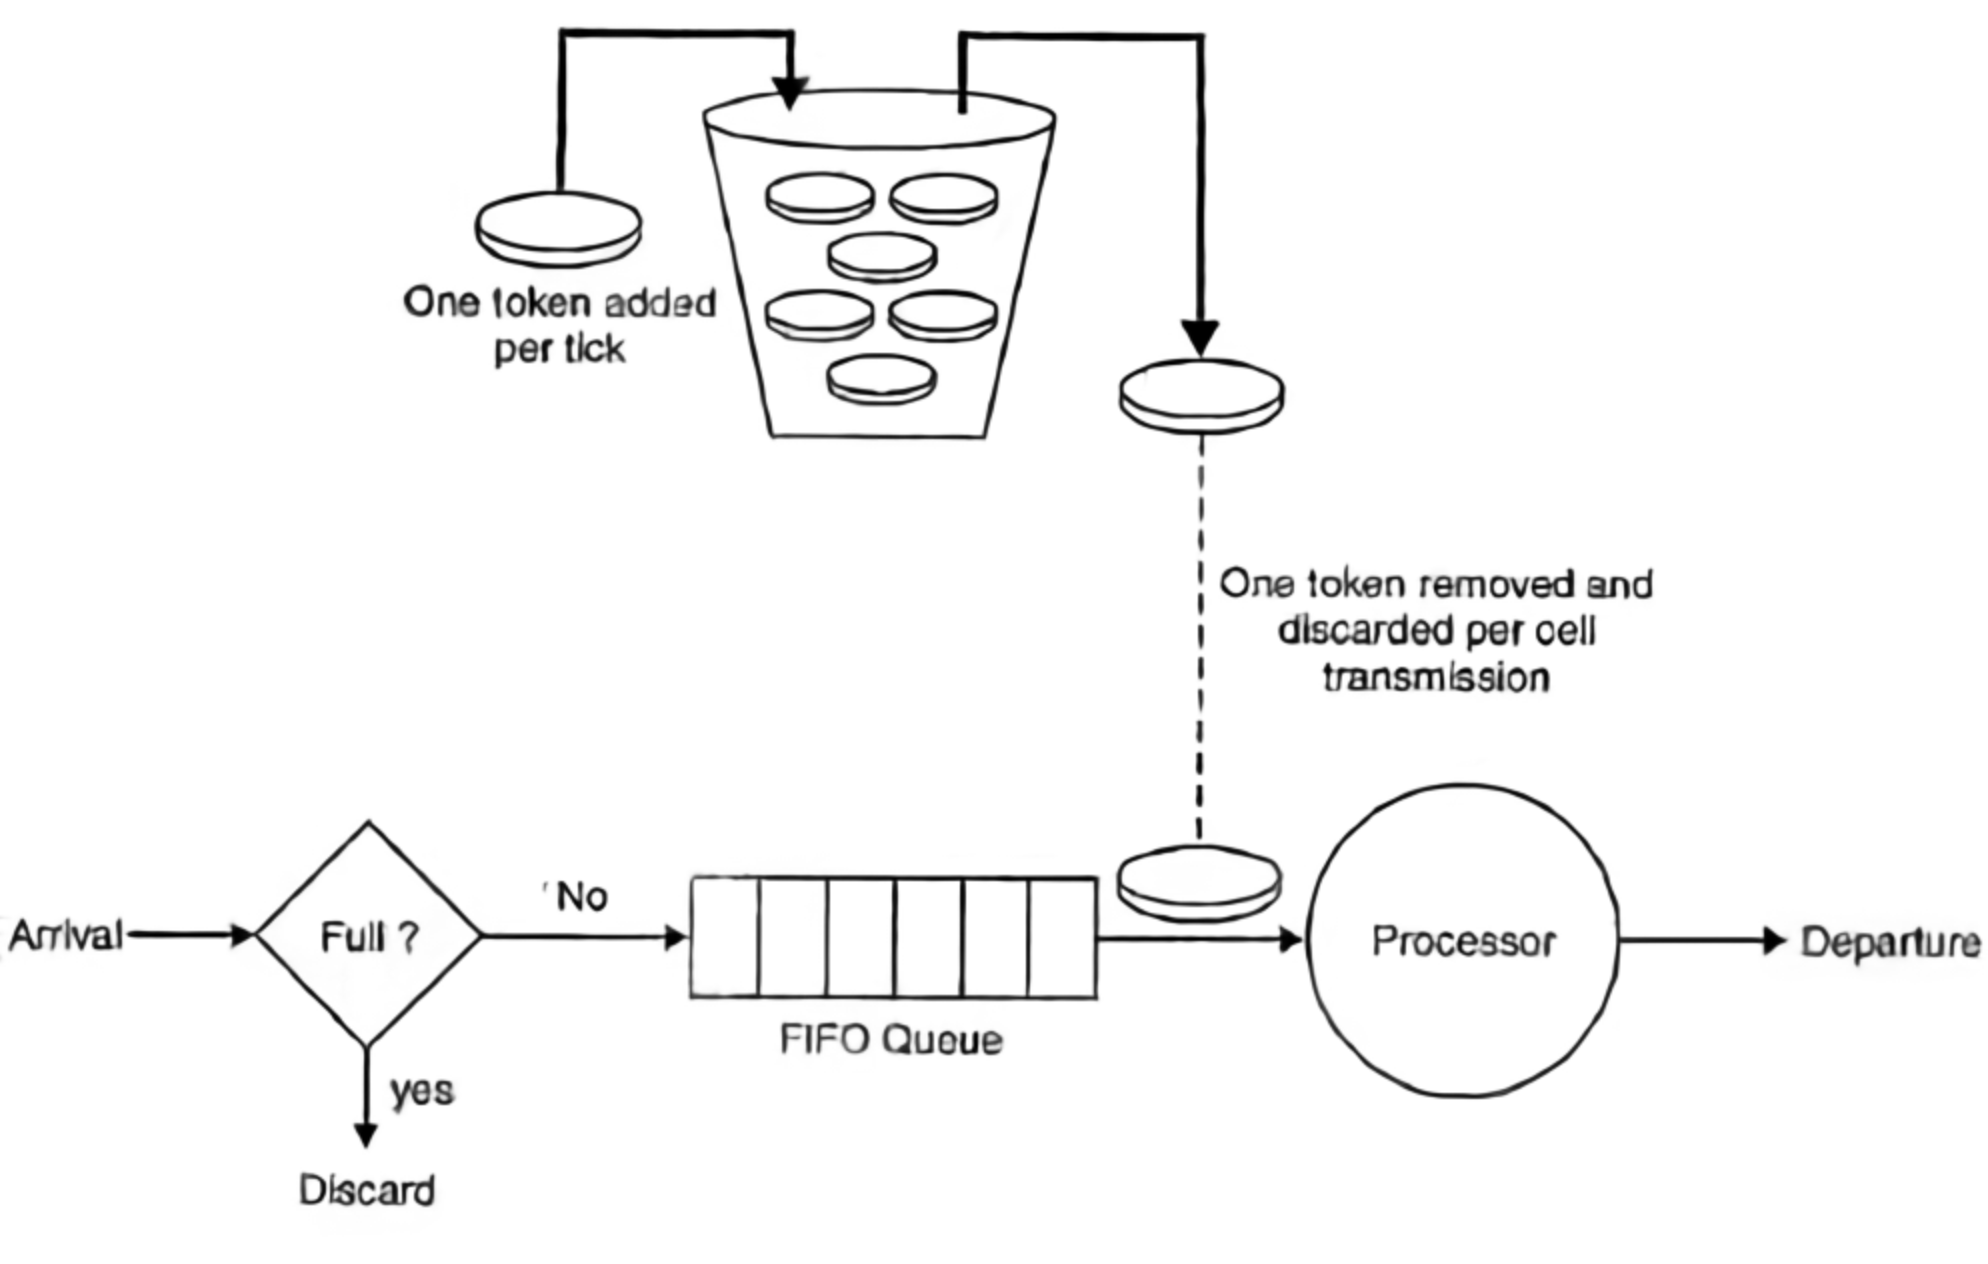 One token added
per tick
One token removed and
discarded per cell
transmission
Arrival
Full ?
No
FIFO Queue
Processor
Departure
yes
Discard